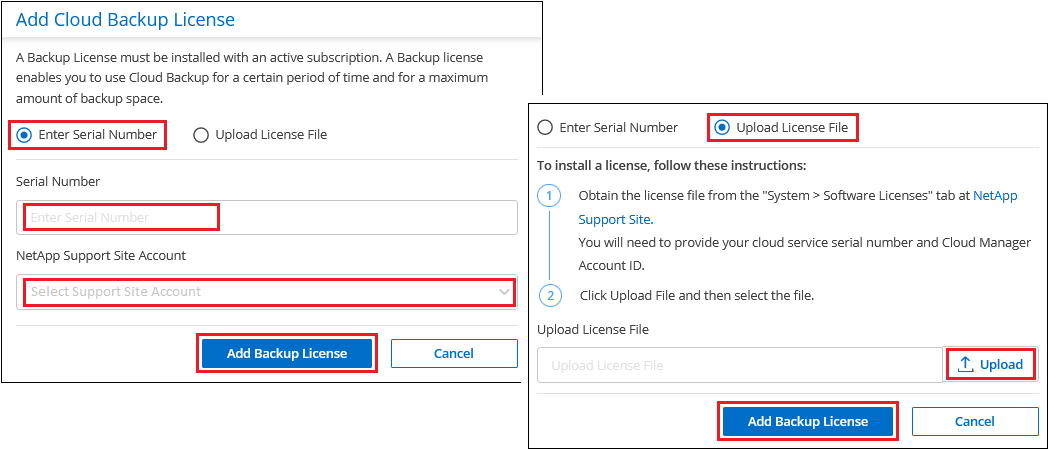 Add Cloud Backup License
A Backup License must be installed with an active subscription. A Backup license
enables you to use Cloud Backup for a certain period of time and for a maximum
amount of backup space.
Enter Serial Number
Upload License File
Serial Number
Enter Serial Number
NetApp Support Site Account
Select Support Site Account
Add Backup License
Cancel
Enter Serial Number
Upload License File
To install a license, follow these instructions:
1
Obtain the license file from the "System > Software Licenses" tab at NetApp
Support Site.
You will need to provide your cloud service serial number and Cloud Manager
Account ID.
2
Click Upload File and then select the file.
Upload License File
Upload License File
Upload
Add Backup License
Cancel